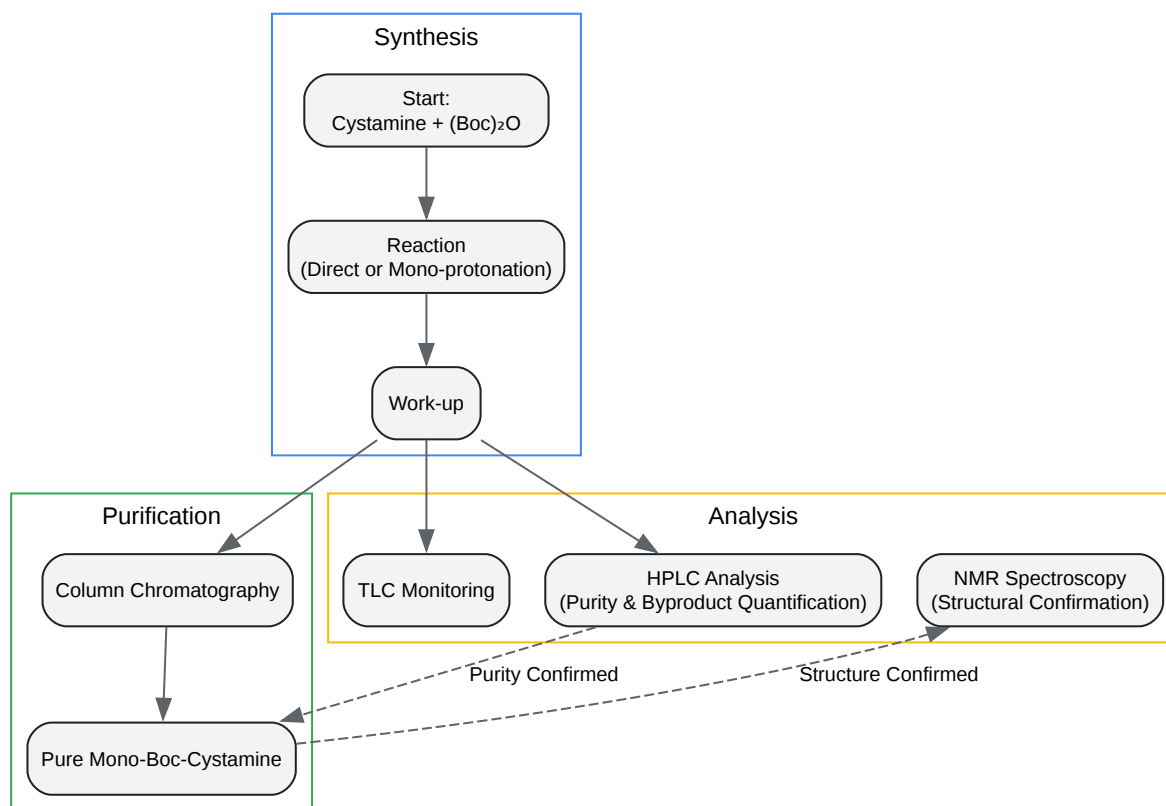 Synthesis
Start:
Cystamine + (Boc)₂O
Reaction
(Direct or Mono-protonation)
Work-up
Purification
Analysis
Column Chromatography
TLC Monitoring
HPLC Analysis
(Purity & Byproduct Quantification)
NMR Spectroscopy
(Structural Confirmation)
Purity Confirmed
Structure Confirmed
Pure Mono-Boc-Cystamine